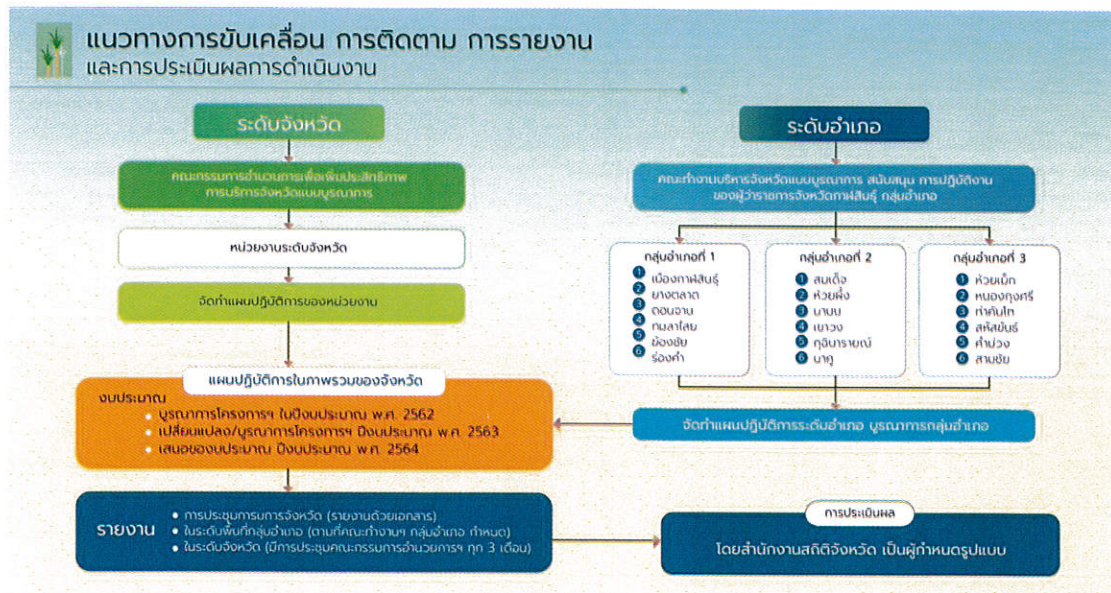 แนวทางการขับเคลื่อน การติดตาม การรายงาน
และการประเมินผลการดำเนินงาน
ระดับจังหวัด
คณะกรรมการอำนวยการเพื่อเพิ่มประสิทธิภาพ
การบริหารจังหวัดแบบบูรณาการ
หน่วยงานระดับจังหวัด
จัดทำแผนปฏิบัติการของหน่วยงาน
ระดับอำเภอ
คณะทำงานบริหารจังหวัดแบบบูรณาการ สนับสนุน การปฏิบัติงาน
ของผู้ว่าราชการจังหวัดกาฬสินธุ์ กลุ่มอำเภอ
กลุ่มอำเภอที่ 1
1 เมืองกาฬสินธุ์
2 ยางตลาด
3 ดอนจาน
4 กมลาไสย
5 ฆ้องชัย
6 ร่องคำ
กลุ่มอำเภอที่ 2
1 สมเด็จ
2 ห้วยผึ้ง
3 นามน
4 เขาวง
5 กุฉินารายณ์
6 นาคู
กลุ่มอำเภอที่ 3
1 ห้วยเม็ก
2 หนองกุงศรี
3 ท่าคันโท
4 สหัสขันธ์
5 คำม่วง
6 สามชัย
จัดทำแผนปฏิบัติการระดับอำเภอ บูรณาการกลุ่มอำเภอ
แผนปฏิบัติการในภาพรวมของจังหวัด
งบประมาณ
• บูรณาการโครงการฯ ในปีงบประมาณ พ.ศ. 2562
• เปลี่ยนแปลง/บูรณาการโครงการฯ ปีงบประมาณ พ.ศ. 2563
• เสนอของบประมาณ ปีงบประมาณ พ.ศ. 2564
รายงาน
• การประชุมกรมการจังหวัด (รายงานด้วยเอกสาร)
• ในระดับพื้นที่กลุ่มอำเภอ (ตามที่คณะทำงานฯ กลุ่มอำเภอ กำหนด)
• ในระดับจังหวัด (มีการประชุมคณะกรรมการอำนวยการฯ ทุก 3 เดือน)
การประเมินผล
โดยสำนักงานสถิติจังหวัด เป็นผู้กำหนดรูปแบบ